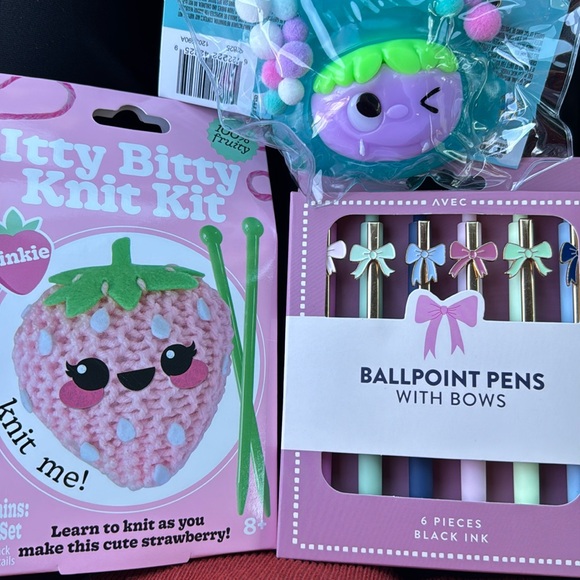 100% fruity
Itty Bitty
Knit Kit
inkie
knit me!
Learn to knit as you
make this cute strawberry!
8+
AVEC
BALLPOINT PENS
WITH BOWS
6 PIECES
BLACK INK